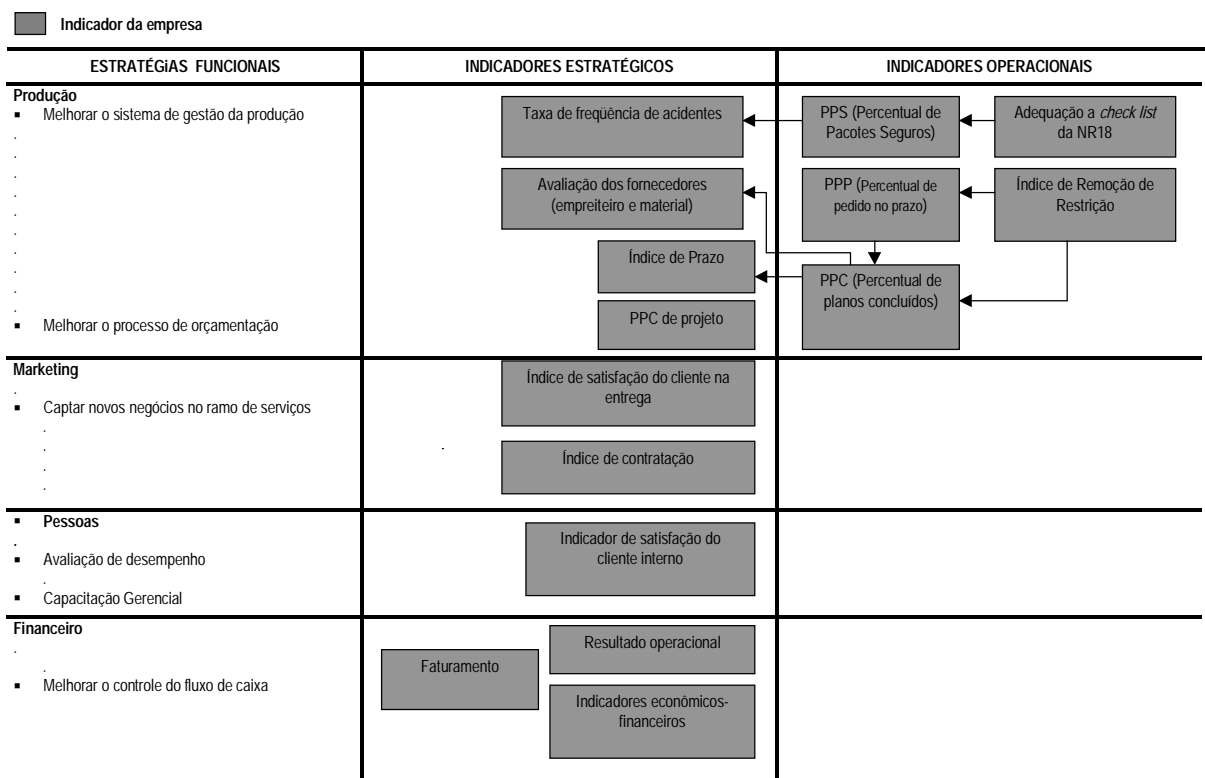 Indicador da empresa
ESTRATÉGiAS FUNCIONAIS
INDICADORES ESTRATÉGICOS
INDICADORES OPERACIONAIS
Produção
▪ Melhorar o sistema de gestão da produção
.
.
.
.
.
.
.
.
.
.
▪ Melhorar o processo de orçamentação
Taxa de freqüência de acidentes
Avaliação dos fornecedores
(empreiteiro e material)
Índice de Prazo
PPC de projeto
PPS (Percentual de
Pacotes Seguros)
Adequação a check list
da NR18
PPP (Percentual de
pedido no prazo)
Índice de Remoção de
Restrição
PPC (Percentual de
planos concluídos)
Marketing
.
▪ Captar novos negócios no ramo de serviços
.
.
.
.
Índice de satisfação do cliente na
entrega
.
Índice de contratação
▪ Pessoas
.
▪ Avaliação de desempenho
.
▪ Capacitação Gerencial
Indicador de satisfação do
cliente interno
Financeiro
.
.
▪ Melhorar o controle do fluxo de caixa
Faturamento
Resultado operacional
Indicadores econômicos-
financeiros